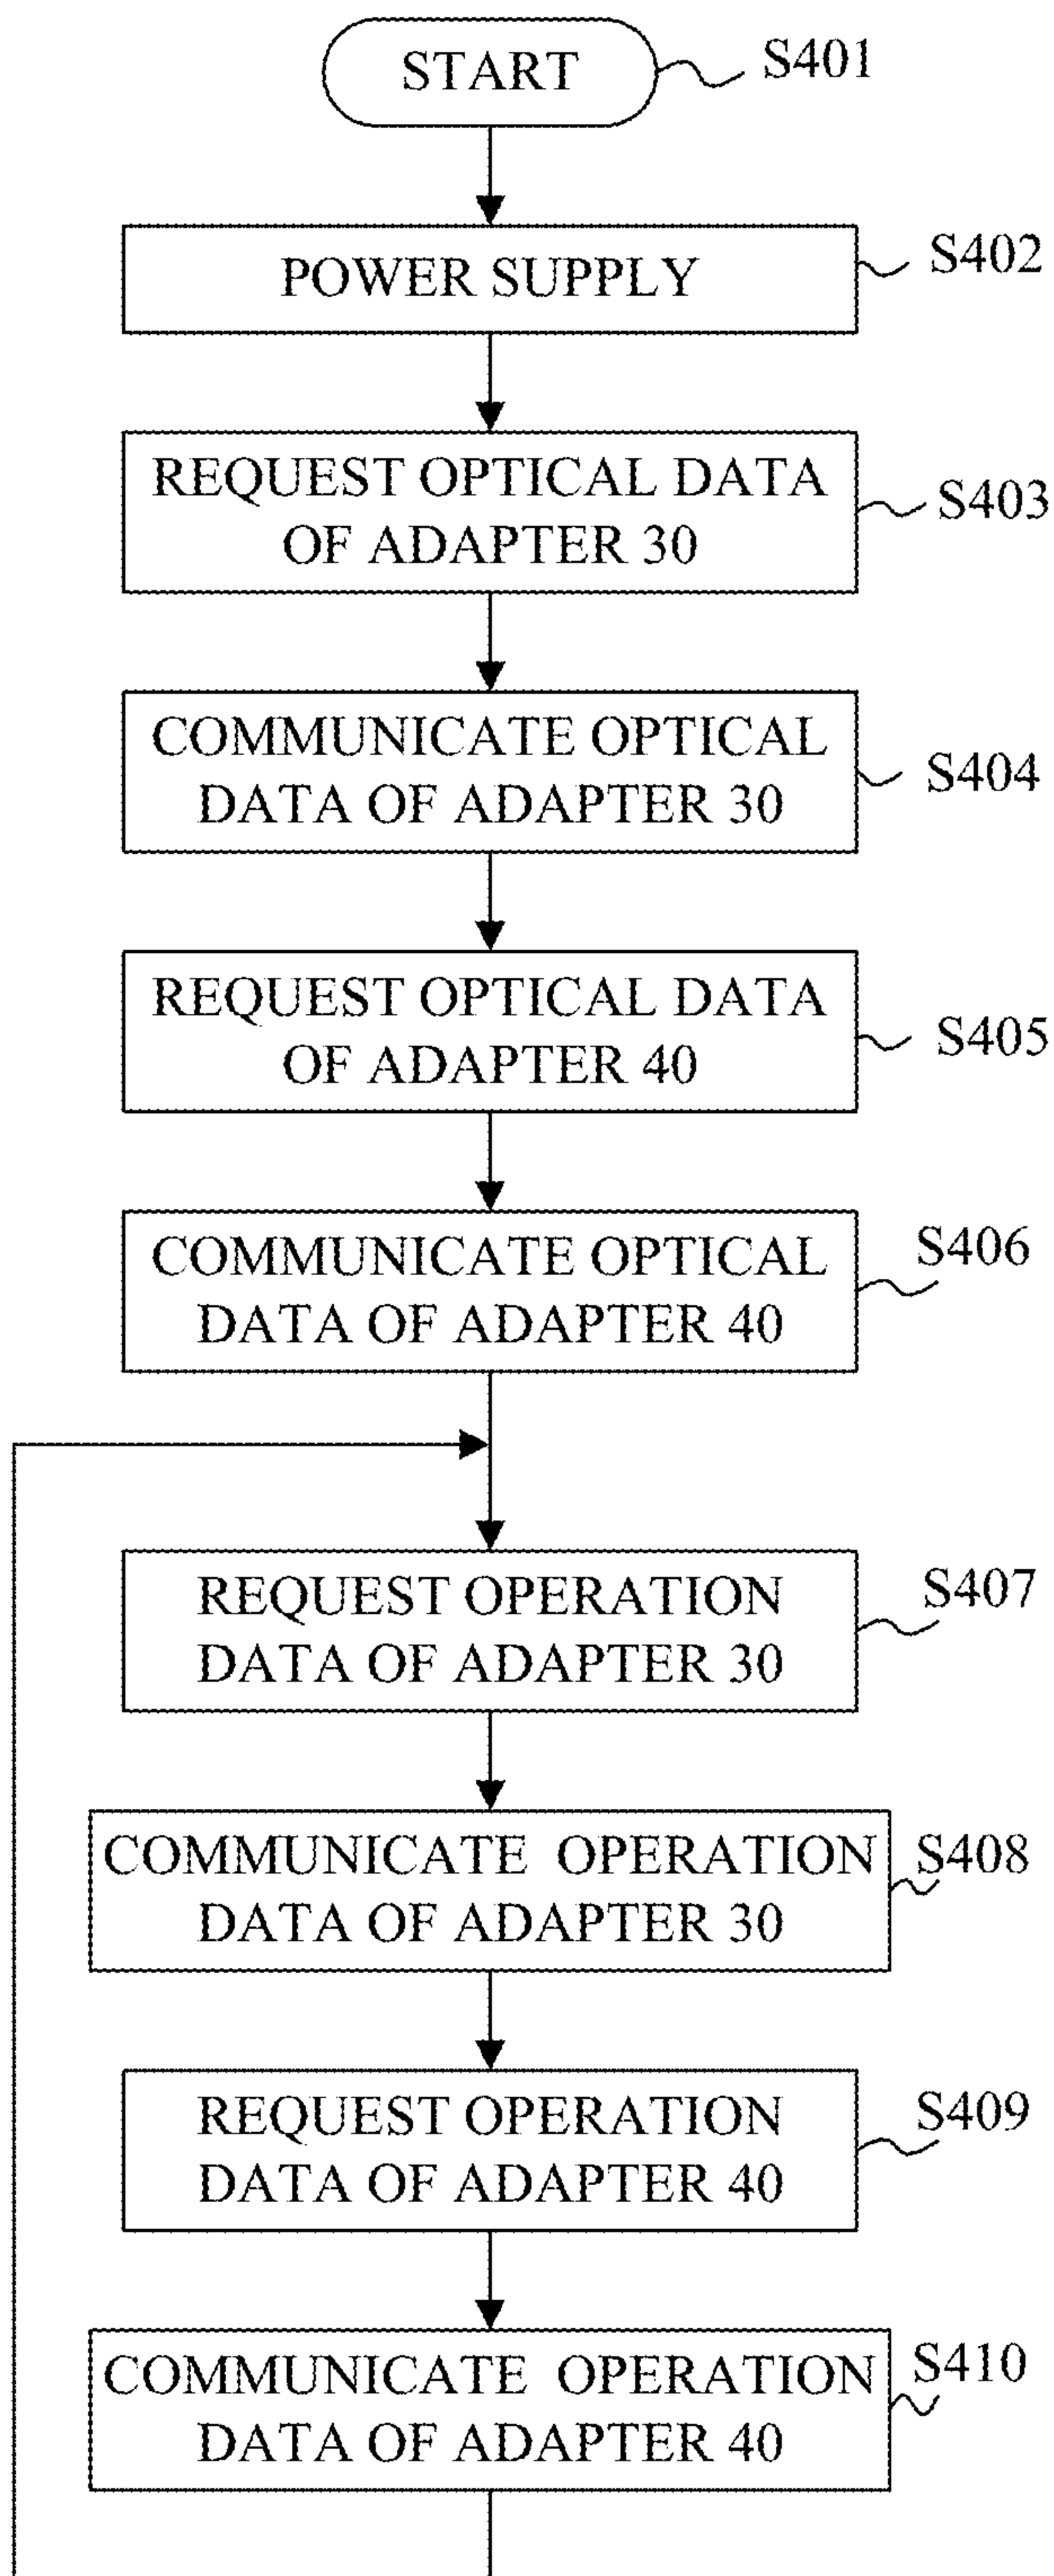 START
S401
POWER SUPPLY
S402
REQUEST OPTICAL DATA
OF ADAPTER 30
S403
COMMUNICATE OPTICAL
DATA OF ADAPTER 30
S404
REQUEST OPTICAL DATA
OF ADAPTER 40
S405
COMMUNICATE OPTICAL
DATA OF ADAPTER 40
S406
REQUEST OPERATION
DATA OF ADAPTER 30
S407
COMMUNICATE OPERATION
DATA OF ADAPTER 30
S408
REQUEST OPERATION
DATA OF ADAPTER 40
S409
COMMUNICATE OPERATION
DATA OF ADAPTER 40
S410